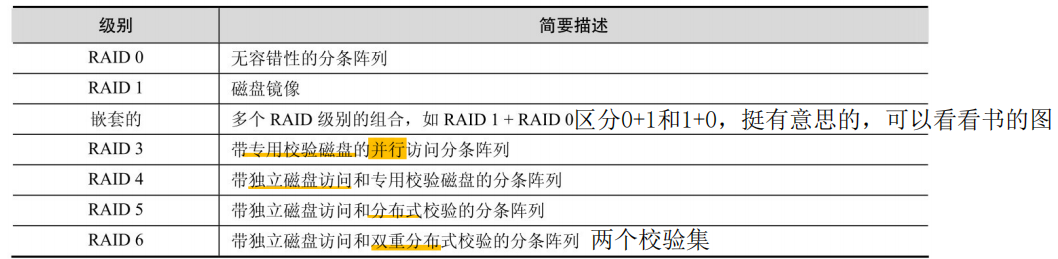 级别 简要描述
RAID 0 无容错性的分条阵列
RAID 1 磁盘镜像
嵌套的 多个 RAID 级别的组合，如 RAID 1 + RAID 0区分0+1和1+0，挺有意思的，可以看看书的图
RAID 3 带专用校验磁盘的并行访问分条阵列
RAID 4 带独立磁盘访问和专用校验磁盘的分条阵列
RAID 5 带独立磁盘访问和分布式校验的分条阵列
RAID 6 带独立磁盘访问和双重分布式校验的分条阵列 两个校验集